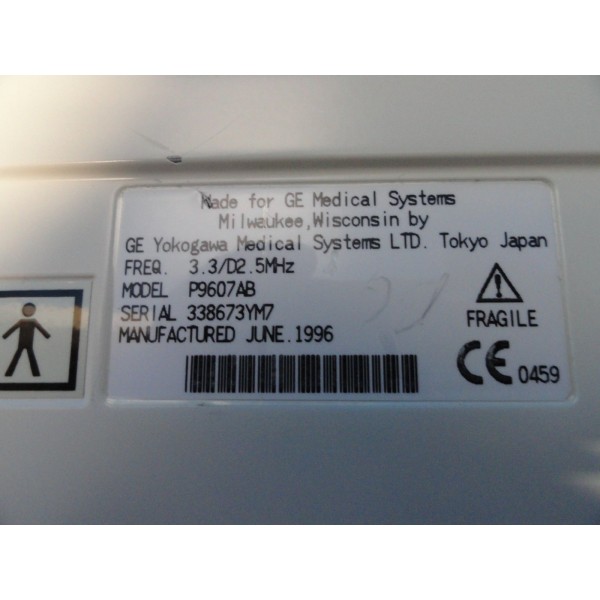 Made for GE Medical Systems
Milwaukee,Wisconsin by
GE Yokogawa Medical Systems LTD. Tokyo Japan
FREQ. 3.3/D2.5MHz
MODEL P9607AB
SERIAL 338673YM7
MANUFACTURED JUNE.1996
FRAGILE
CE 0459